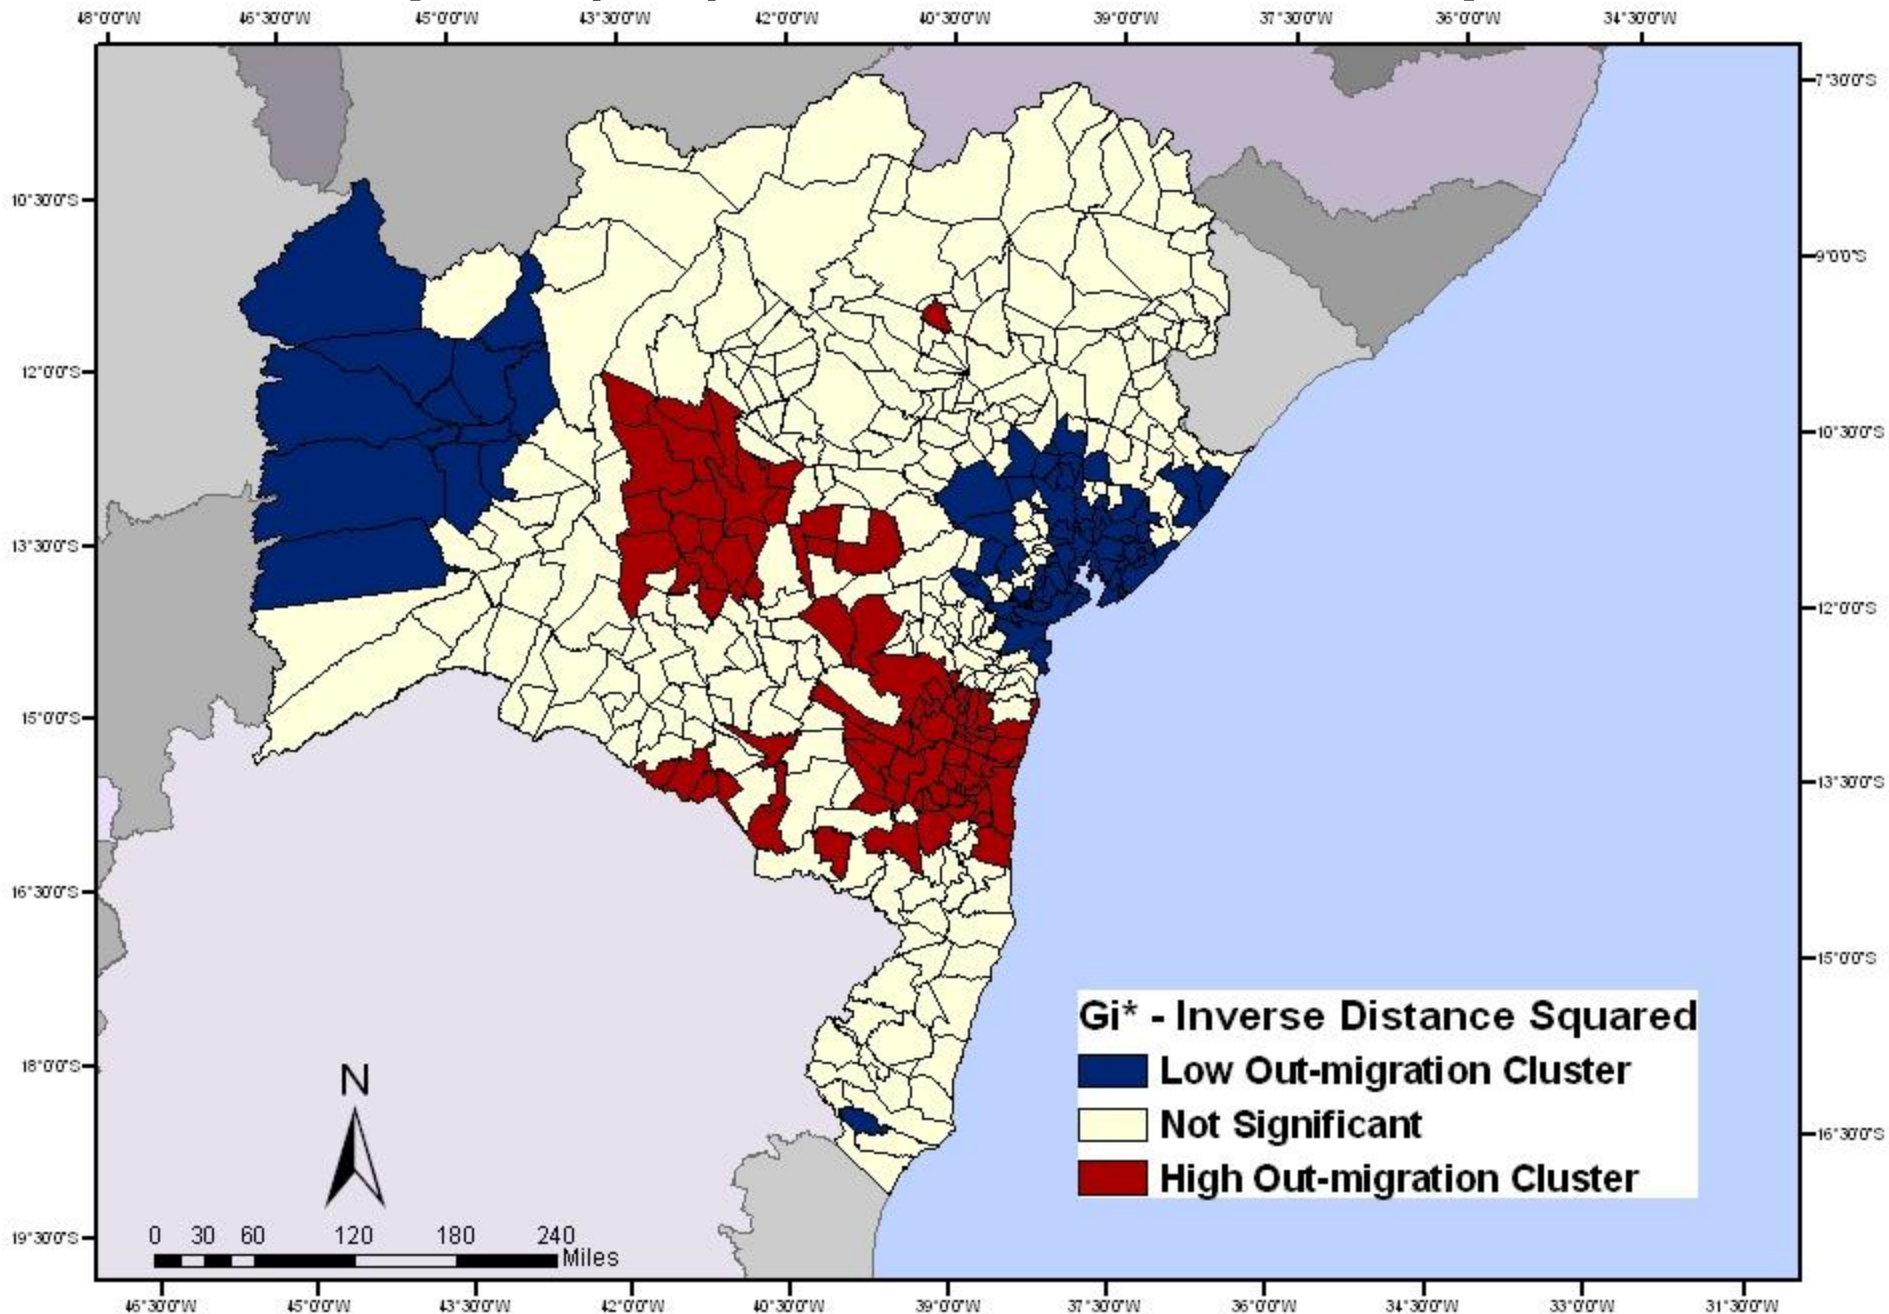 48°0'0"W 46°30'0"W 45°0'0"W 43°30'0"W 42°0'0"W 40°30'0"W 39°0'0"W 37°30'0"W 36°0'0"W 34°30'0"W
7°30'0"S
10°30'0"S
9°0'0"S
12°0'0"S
10°30'0"S
13°30'0"S
12°0'0"S
15°0'0"S
13°30'0"S
16°30'0"S
15°0'0"S
Gi* - Inverse Distance Squared
Low Out-migration Cluster
Not Significant
High Out-migration Cluster
18°0'0"S
16°30'0"S
N
0 30 60 120 180 240
Miles
19°30'0"S
46°30'0"W 45°0'0"W 43°30'0"W 42°0'0"W 40°30'0"W 39°0'0"W 37°30'0"W 36°0'0"W 34°30'0"W 33°0'0"W 31°30'0"W